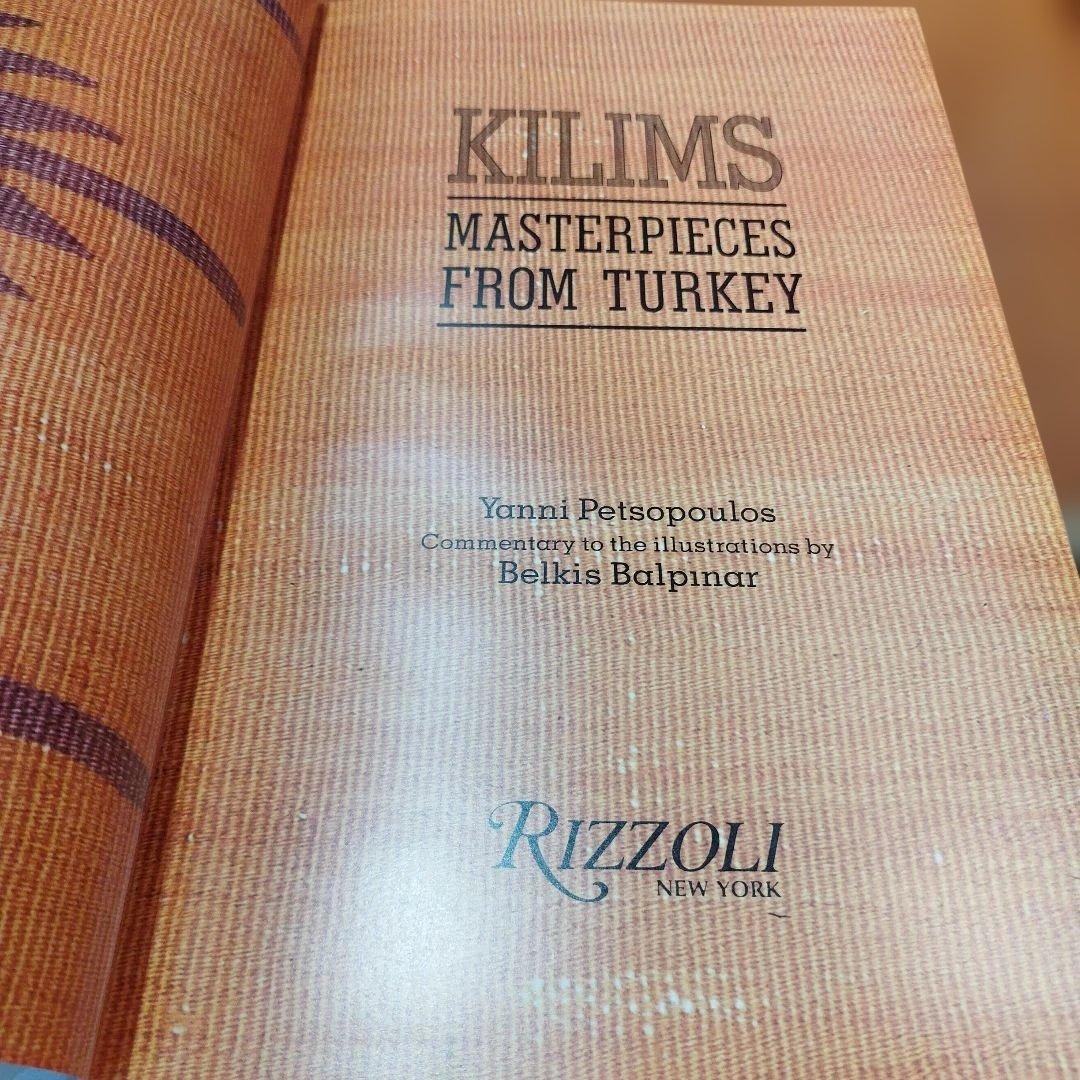 KILIMS
MASTERPIECES
FROM TURKEY
Yanni Petsopoulos
Commentary to the illustrations by
Belkis Balpınar
RIZZOLI
NEW YORK